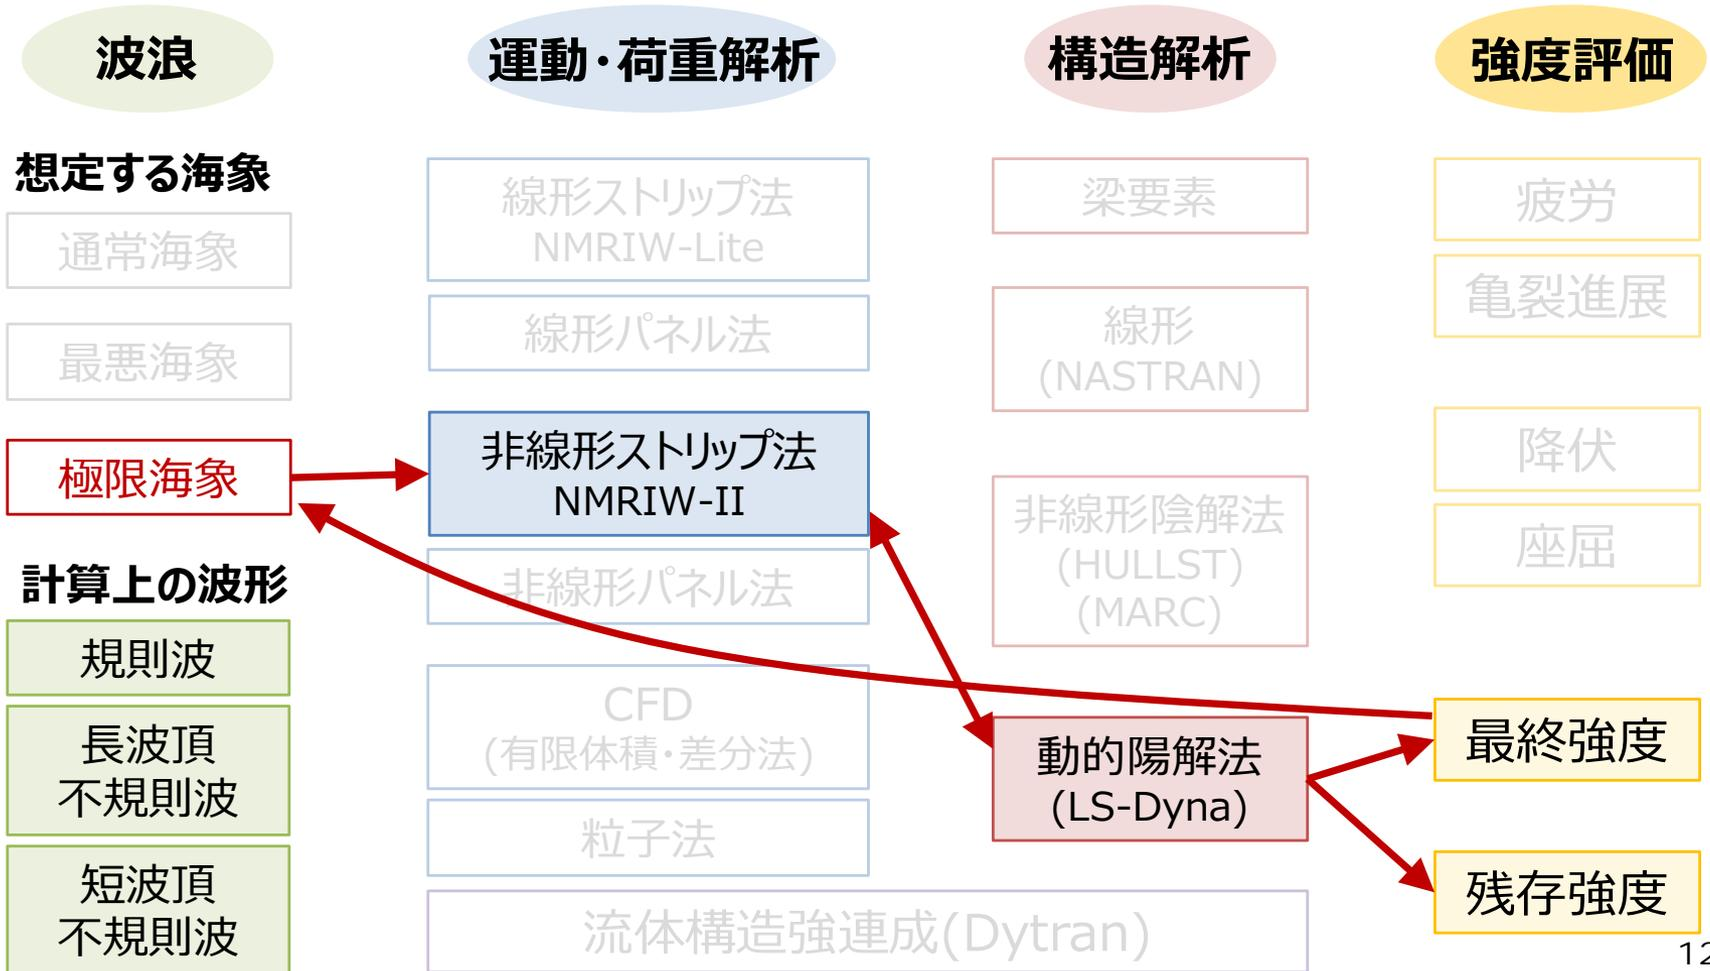 波浪
運動・荷重解析
構造解析
強度評価
想定する海象
通常海象
最悪海象
極限海象
計算上の波形
規則波
長波頂
不規則波
短波頂
不規則波
線形ストリップ法
NMRIW-Lite
線形パネル法
非線形ストリップ法
NMRIW-II
非線形パネル法
CFD
(有限体積・差分法)
粒子法
流体構造強連成(Dytran)
梁要素
線形
(NASTRAN)
非線形陰解法
(HULLST)
(MARC)
動的陽解法
(LS-Dyna)
疲労
亀裂進展
降伏
座屈
最終強度
残存強度
12